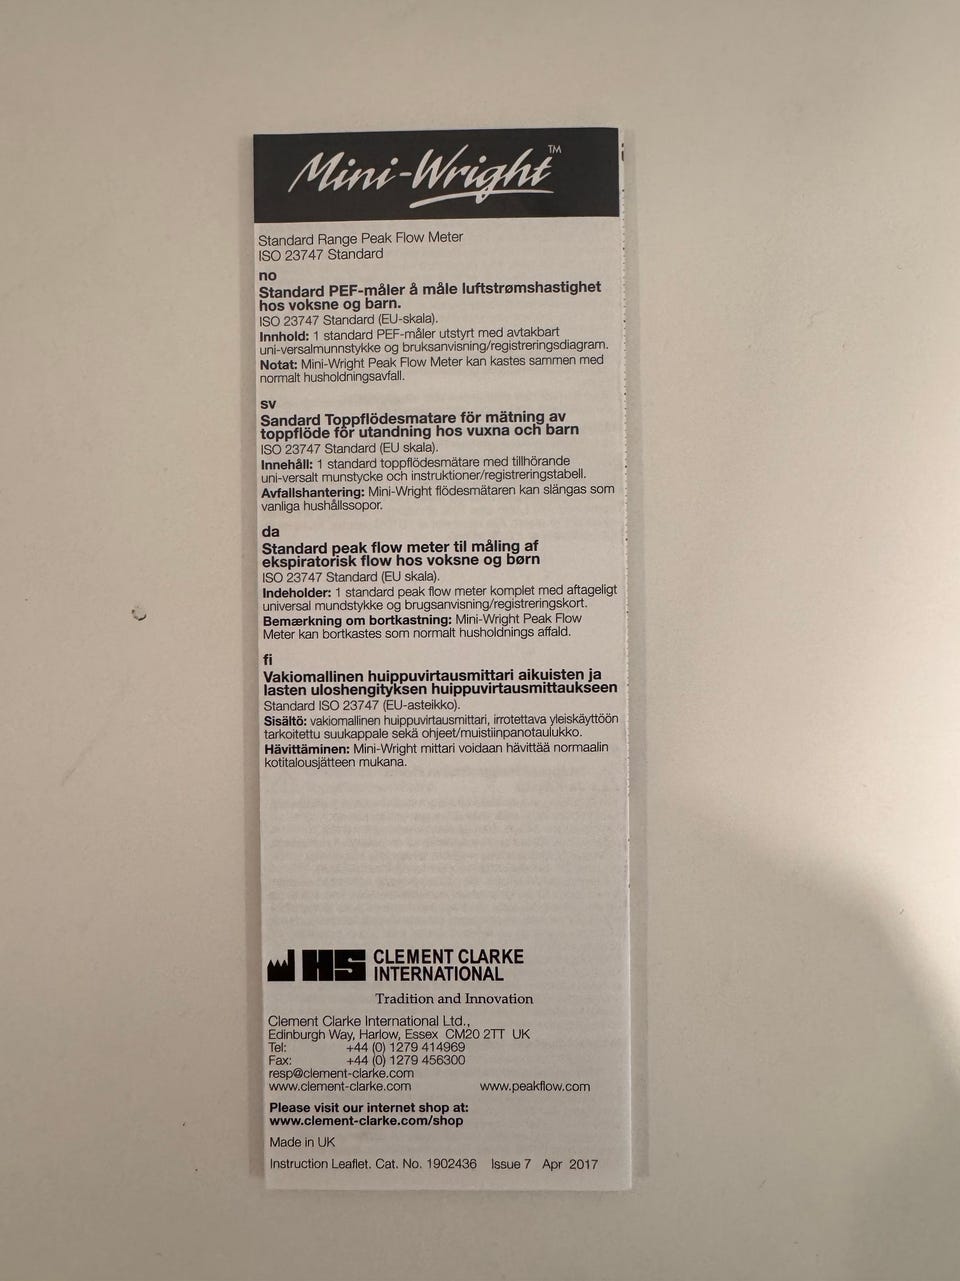 Mini-Wright™
Standard Range Peak Flow Meter
ISO 23747 Standard
no
Standard PEF-måler å måle luftstrømshastighet
hos voksne og barn.
ISO 23747 Standard (EU-skala).
Innhold: 1 standard PEF-måler utstyrt med avtakbart
uni-versalmunnstykke og bruksanvisning/registreringsdiagram.
Notat: Mini-Wright Peak Flow Meter kan kastes sammen med
normalt husholdningsavfall.
sv
Sandard Toppflödesmatare för mätning av
toppflöde för utandning hos vuxna och barn
ISO 23747 Standard (EU skala).
Innehåll: 1 standard toppflödesmätare med tillhörande
uni-versalt munstycke och instruktioner/registreringstabell.
Avfallshantering: Mini-Wright flödesmätaren kan slängas som
vanliga hushållssopor.
da
Standard peak flow meter til måling af
ekspiratorisk flow hos voksne og børn
ISO 23747 Standard (EU skala).
Indeholder: 1 standard peak flow meter komplet med aftageligt
universal mundstykke og brugsanvisning/registreringskort.
Bemærkning om bortkastning: Mini-Wright Peak Flow
Meter kan bortkastes som normalt husholdnings affald.
fi
Vakiomallinen huippuvirtausmittari aikuisten ja
lasten uloshengityksen huippuvirtausmittaukseen
Standard ISO 23747 (EU-asteikko).
Sisältö: vakiomallinen huippuvirtausmittari, irrotettava yleiskäyttöön
tarkoitettu suukappale sekä ohjeet/muistiinpanotaulukko.
Hävittäminen: Mini-Wright mittari voidaan hävittää normaalin
kotitalousjätteen mukana.
HS CLEMENT CLARKE
INTERNATIONAL
Tradition and Innovation
Clement Clarke International Ltd.,
Edinburgh Way, Harlow, Essex CM20 2TT UK
Tel: +44 (0) 1279 414969
Fax: +44 (0) 1279 456300
resp@clement-clarke.com
www.clement-clarke.com www.peakflow.com
Please visit our internet shop at:
www.clement-clarke.com/shop
Made in UK
Instruction Leaflet. Cat. No. 1902436 Issue 7 Apr 2017